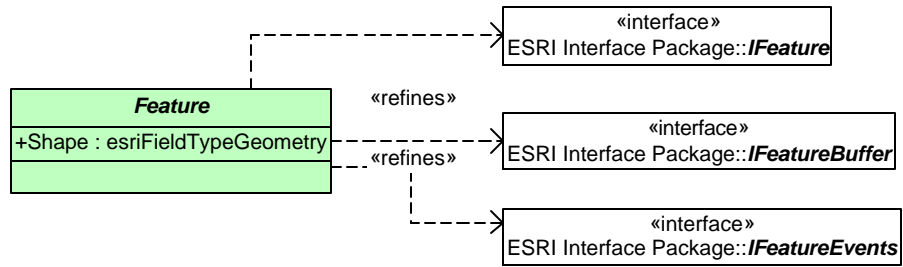 «interface»
ESRI Interface Package::IFeature
Feature
+Shape : esriFieldTypeGeometry
«refines»
«interface»
ESRI Interface Package::IFeatureBuffer
«refines»
«interface»
ESRI Interface Package::IFeatureEvents